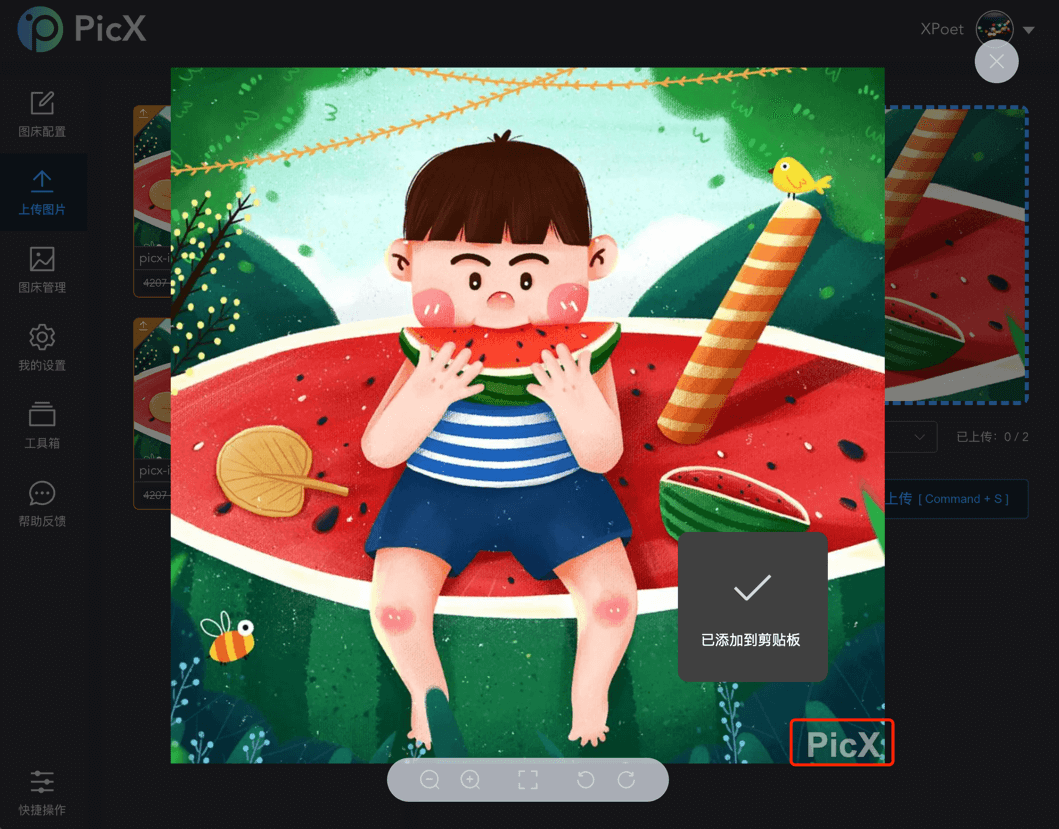 PicX
XPoet
图床配置
上传图片
图床管理
我的设置
工具箱
帮助反馈
快捷操作
picx-i
4207
picx-i
4207
已上传：0 / 2
上传 [ Command + S ]
已添加到剪贴板
PicX